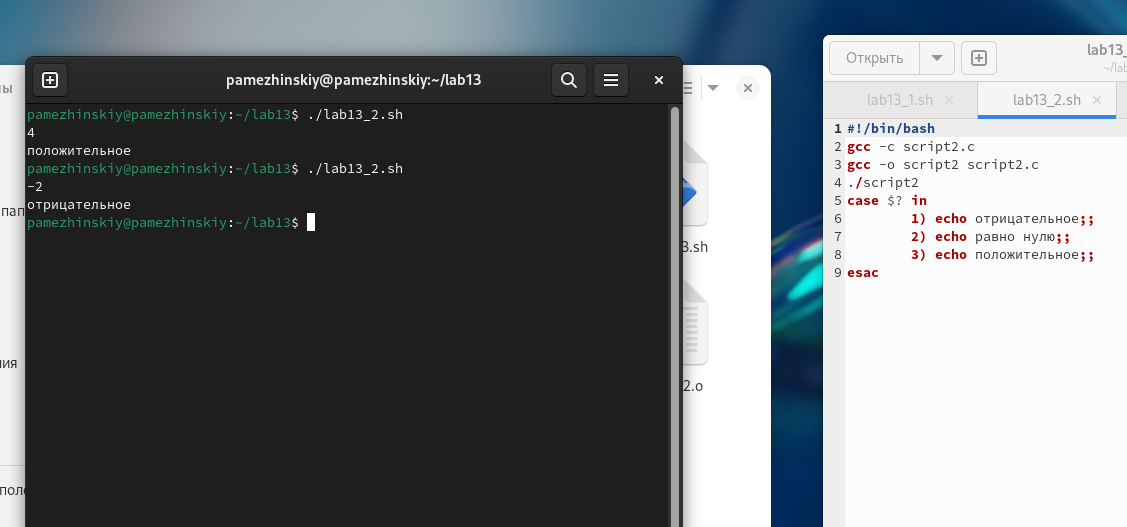 pamezhinskiy@pamezhinskiy:~/lab13
pamezhinskiy@pamezhinskiy:~/lab13$ ./lab13_2.sh
4
положительное
pamezhinskiy@pamezhinskiy:~/lab13$ ./lab13_2.sh
-2
отрицательное
pamezhinskiy@pamezhinskiy:~/lab13$
3.sh
2.o
Открыть
lab13_
~/lab
lab13_1.sh
lab13_2.sh
1 #!/bin/bash
2 gcc -c script2.c
3 gcc -o script2 script2.c
4 ./script2
5 case $? in
6 1) echo отрицательное;;
7 2) echo равно нулю;;
8 3) echo положительное;;
9 esac